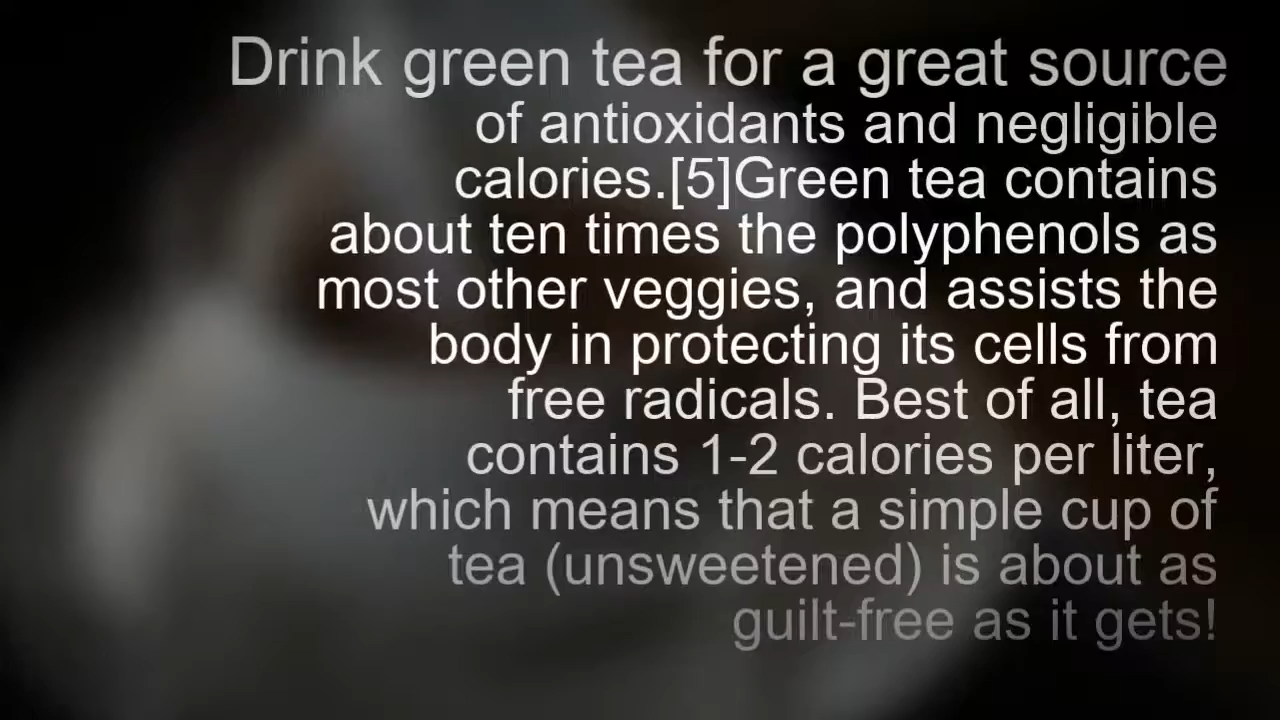 Drink green tea for a great source
of antioxidants and negligible
calories.[5]Green tea contains
about ten times the polyphenols as
most other veggies, and assists the
body in protecting its cells from
free radicals. Best of all, tea
contains 1-2 calories per liter,
which means that a simple cup of
tea (unsweetened) is about as
guilt-free as it gets!